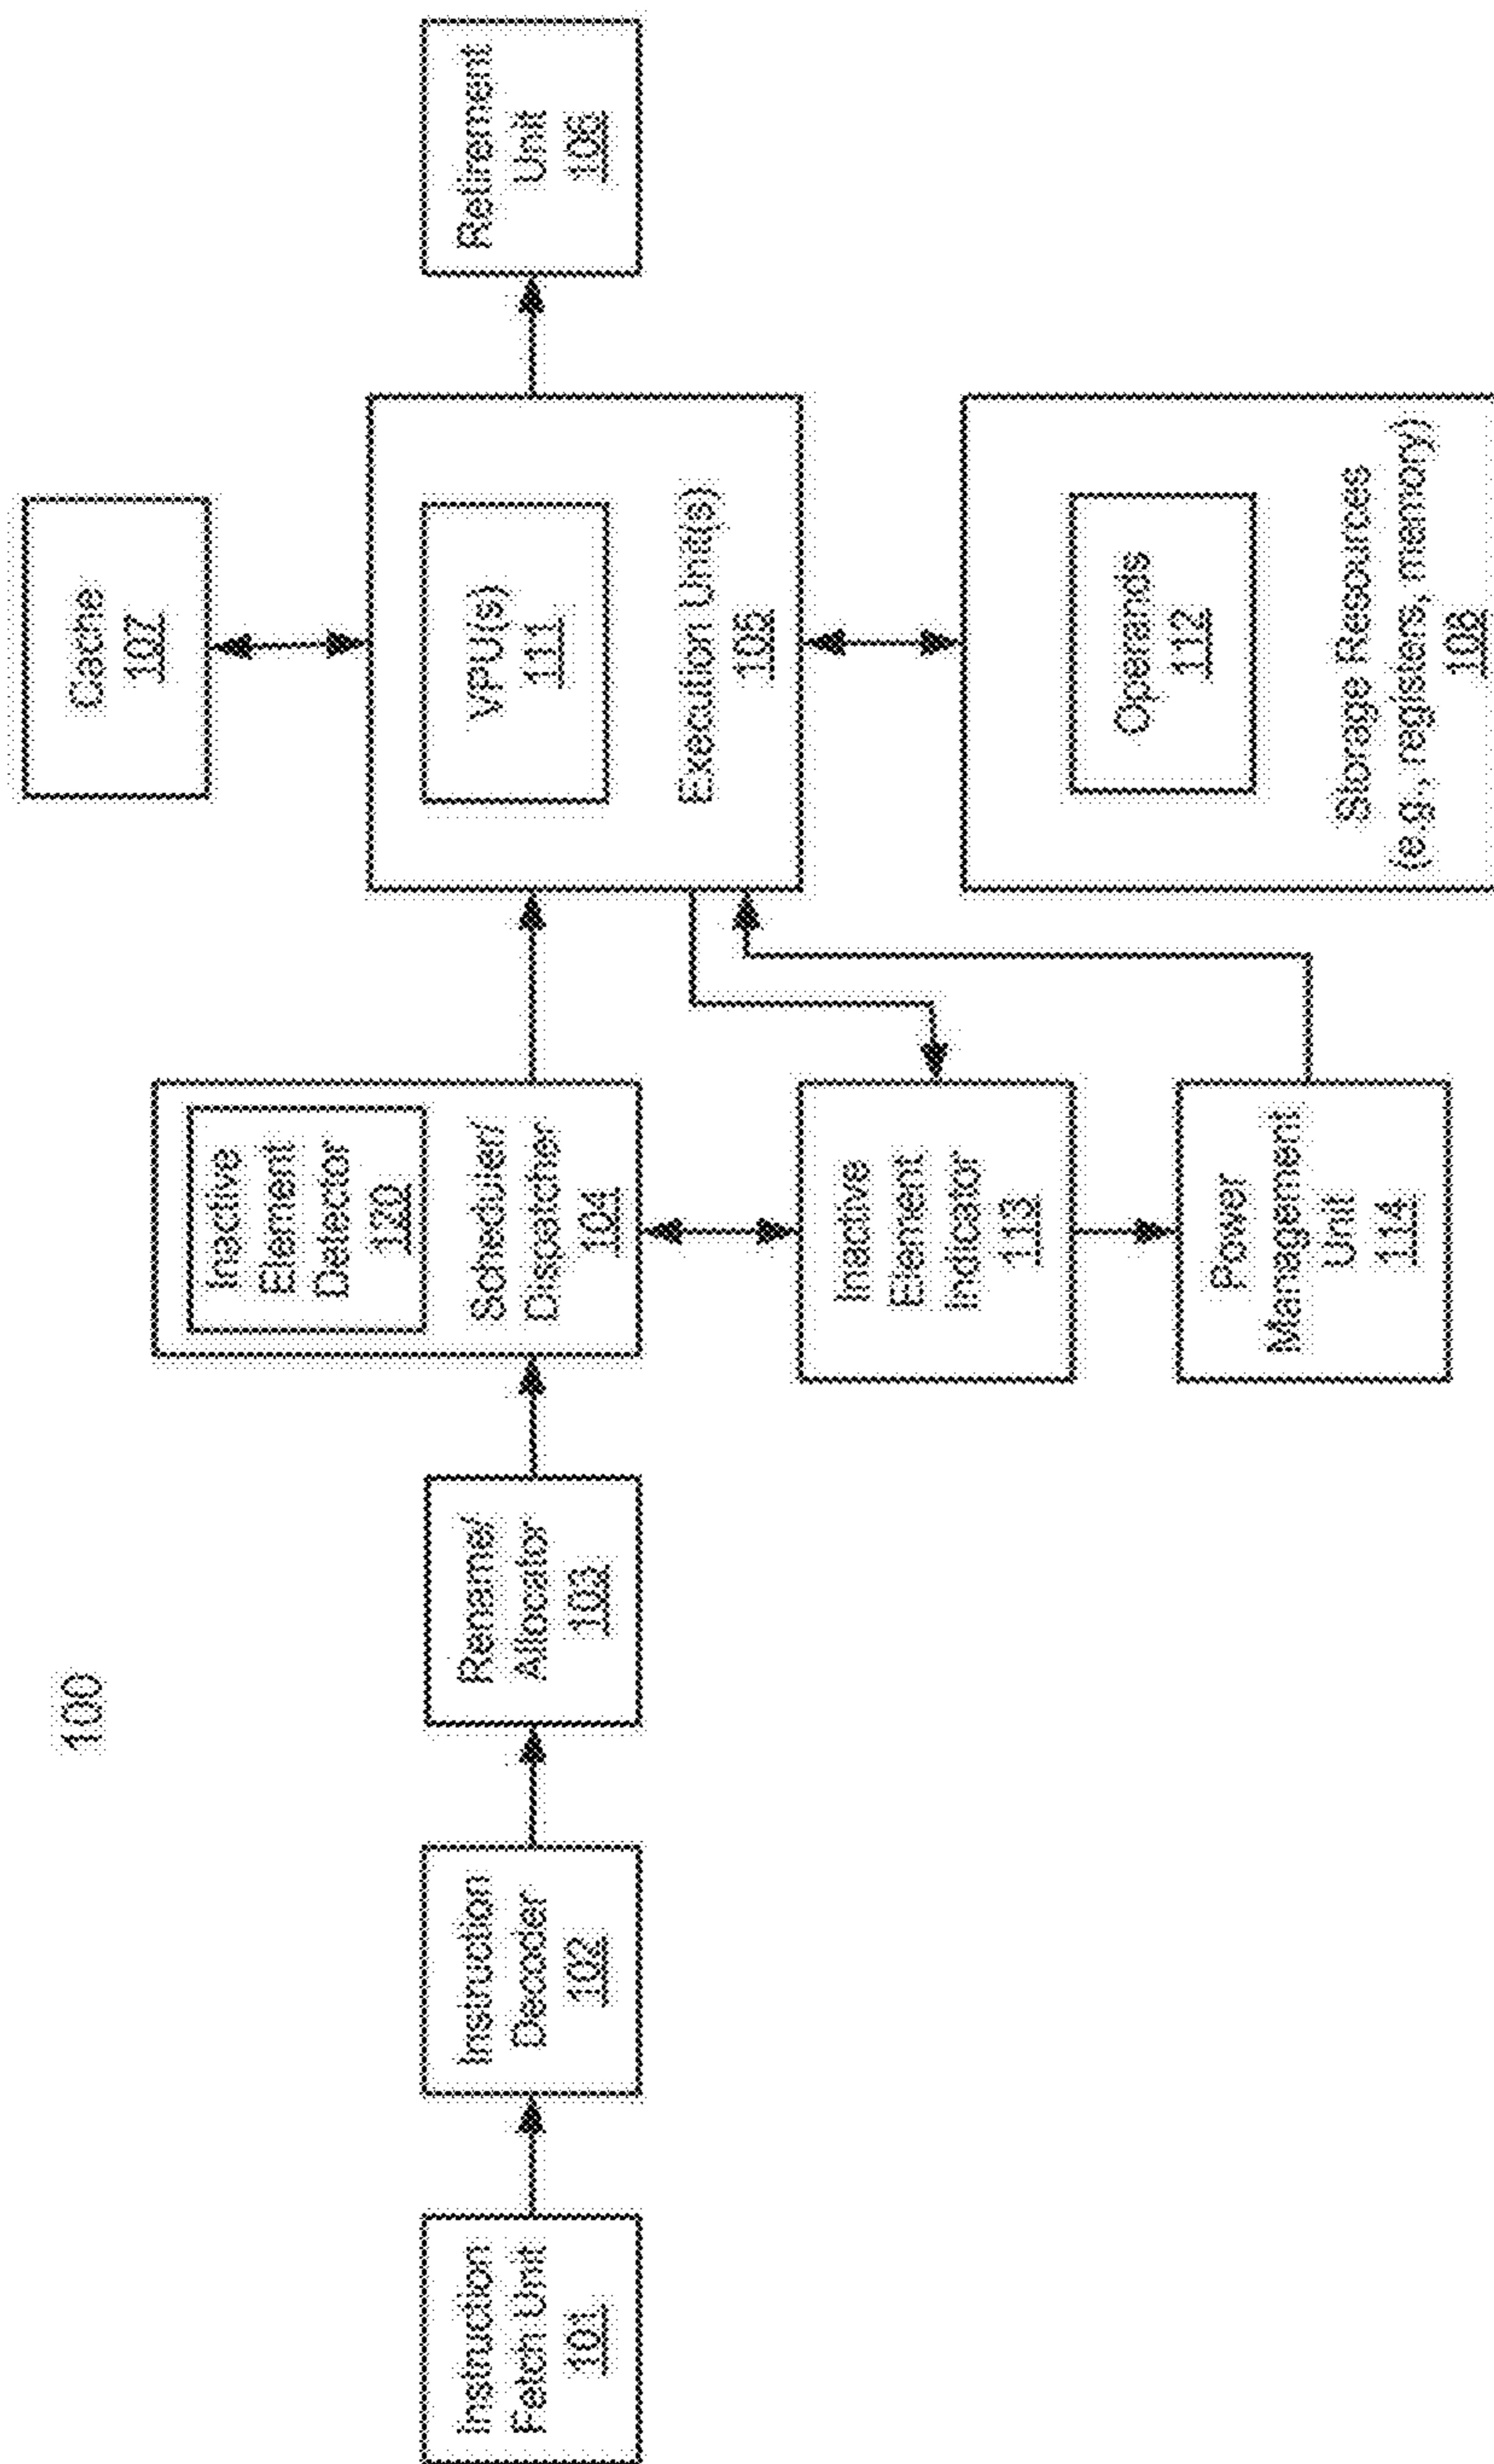 100
Instruction
Fetch Unit
101
Instruction
Decoder
102
Rename/
Allocator
103
Inactive
Element
Detector
120
Scheduler/
Dispatcher
104
Inactive
Element
Indicator
113
Power
Management
Unit
114
Cache
107
VPU(s)
111
Execution Unit(s)
105
Operands
112
Storage Resources
(e.g., registers, memory)
108
Retirement
Unit
106